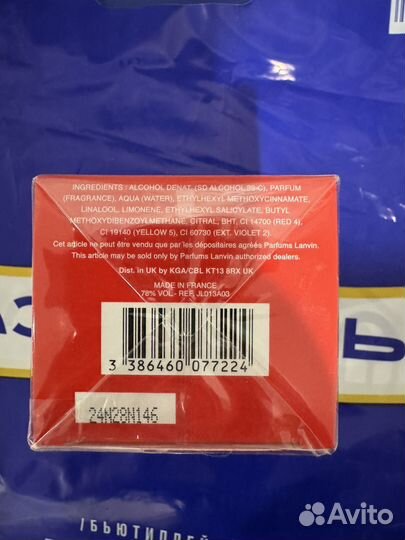 INGREDIENTS : ALCOHOL DENAT. (SD ALCOHOL 39-C), PARFUM
(FRAGRANCE), AQUA (WATER), ETHYLHEXYL METHOXYCINNAMATE,
LINALOOL, LIMONENE, ETHYLHEXYL SALICYLATE, BUTYL
METHOXYDIBENZOYLMETHANE, CITRAL, BHT, CI 14700 (RED 4),
CI 19140 (YELLOW 5), CI 60730 (EXT. VIOLET 2).
Cet article ne peut être vendu que par les dépositaires agréés Parfums Lanvin.
This article may be sold only by Parfums Lanvin authorized dealers.
Dist. in UK by KGA/CBL KT13 8RX UK
MADE IN FRANCE
78% VOL - REF. JL013A03
3 386460 077224
24N28N146
/БЬЮТИПЛЕЙ
Avito